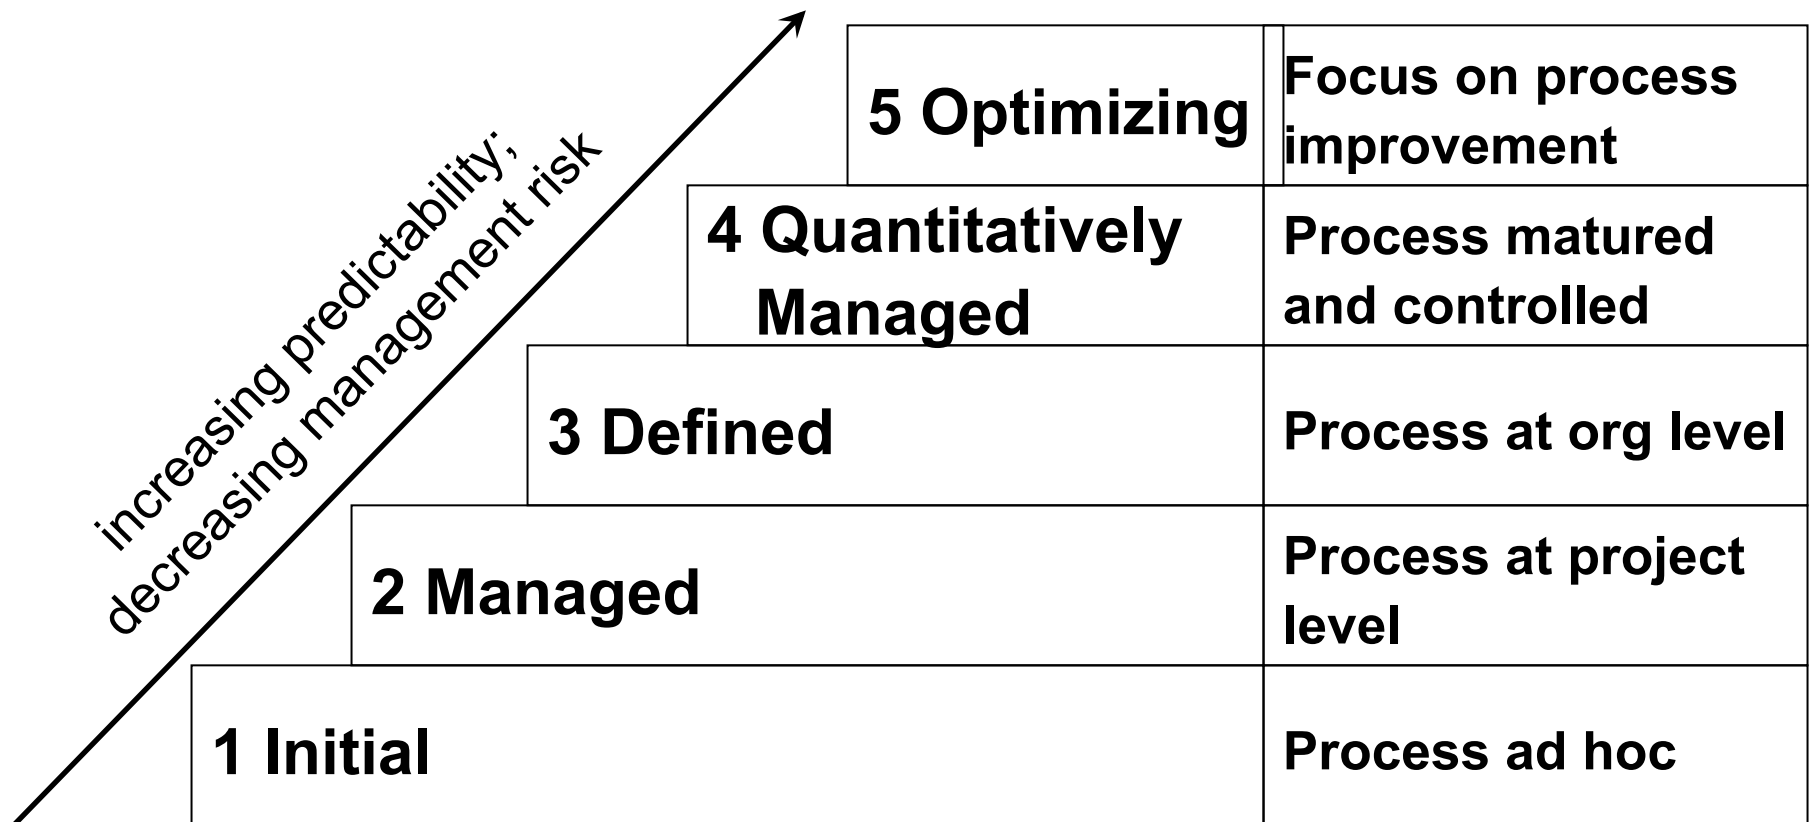 increasing predictability;
decreasing management risk
5 Optimizing
Focus on process
improvement
4 Quantitatively
Managed
Process matured
and controlled
3 Defined
Process at org level
2 Managed
Process at project
level
1 Initial
Process ad hoc